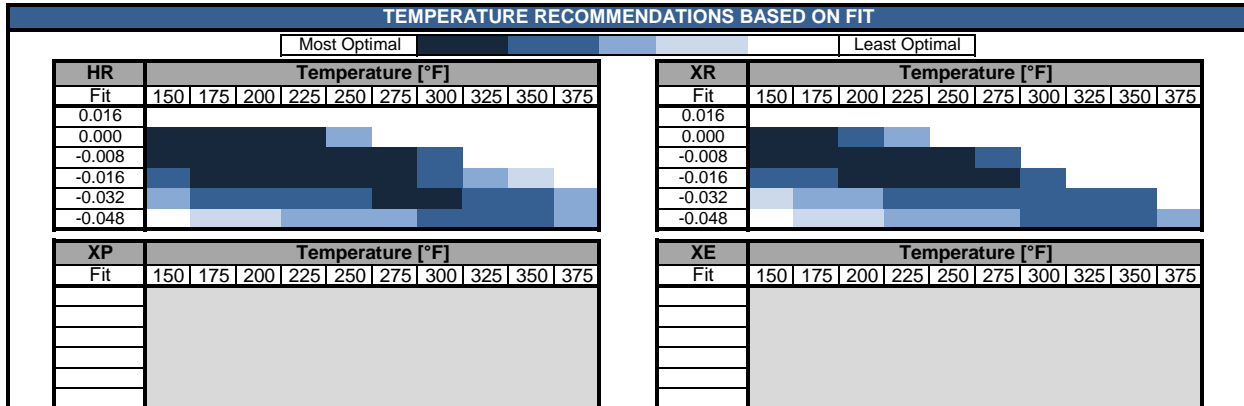 TEMPERATURE RECOMMENDATIONS BASED ON FIT
Most Optimal Least Optimal
HR Temperature [°F]
Fit 150 175 200 225 250 275 300 325 350 375
0.016
0.000
-0.008
-0.016
-0.032
-0.048
XR Temperature [°F]
Fit 150 175 200 225 250 275 300 325 350 375
0.016
0.000
-0.008
-0.016
-0.032
-0.048
XP Temperature [°F]
Fit 150 175 200 225 250 275 300 325 350 375
XE Temperature [°F]
Fit 150 175 200 225 250 275 300 325 350 375